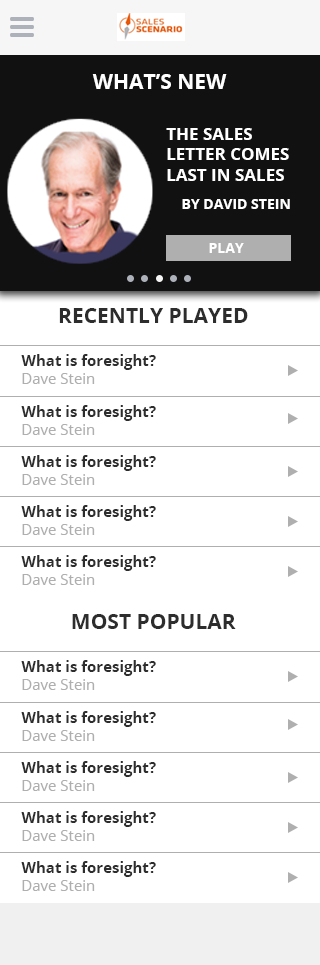 SALES
SCENARIO
WHAT'S NEW
THE SALES
LETTER COMES
LAST IN SALES
BY DAVID STEIN
PLAY
RECENTLY PLAYED
What is foresight?
Dave Stein
What is foresight?
Dave Stein
What is foresight?
Dave Stein
What is foresight?
Dave Stein
What is foresight?
Dave Stein
MOST POPULAR
What is foresight?
Dave Stein
What is foresight?
Dave Stein
What is foresight?
Dave Stein
What is foresight?
Dave Stein
What is foresight?
Dave Stein